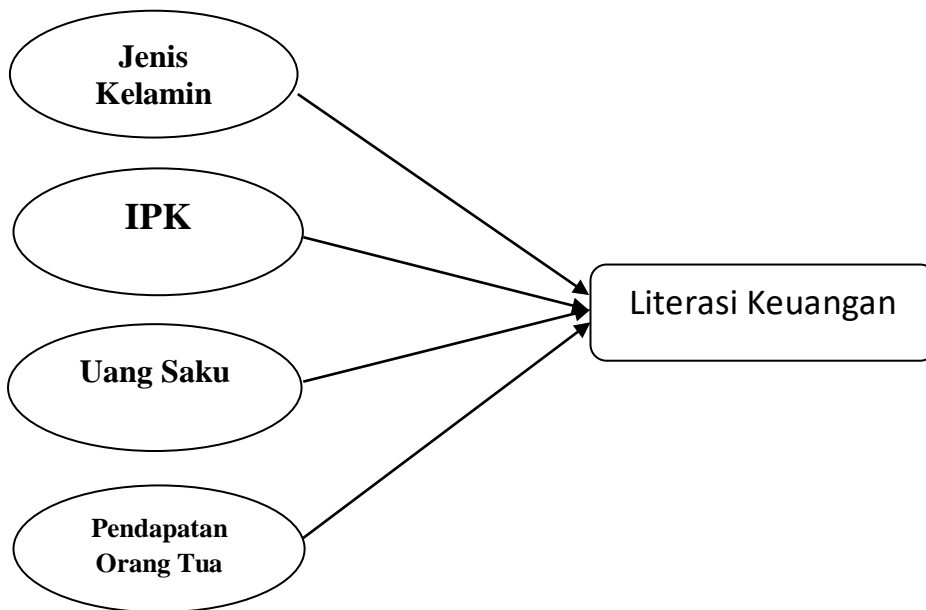 Jenis
Kelamin
IPK
Literasi Keuangan
Uang Saku
Pendapatan
Orang Tua